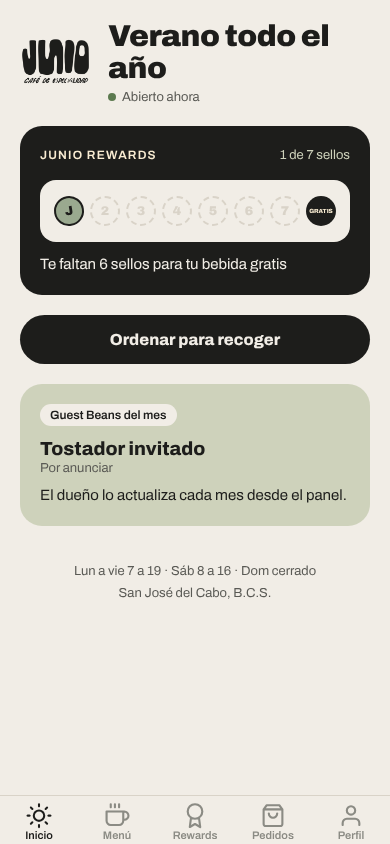 JUNIO
CAFÉ DE ESPECIALIDAD
Verano todo el
año
Abierto ahora
JUNIO REWARDS
1 de 7 sellos
J 2 3 4 5 6 7 GRATIS
Te faltan 6 sellos para tu bebida gratis
Ordenar para recoger
Guest Beans del mes
Tostador invitado
Por anunciar
El dueño lo actualiza cada mes desde el panel.
Lun a vie 7 a 19 · Sáb 8 a 16 · Dom cerrado
San José del Cabo, B.C.S.
Inicio Menú Rewards Pedidos Perfil